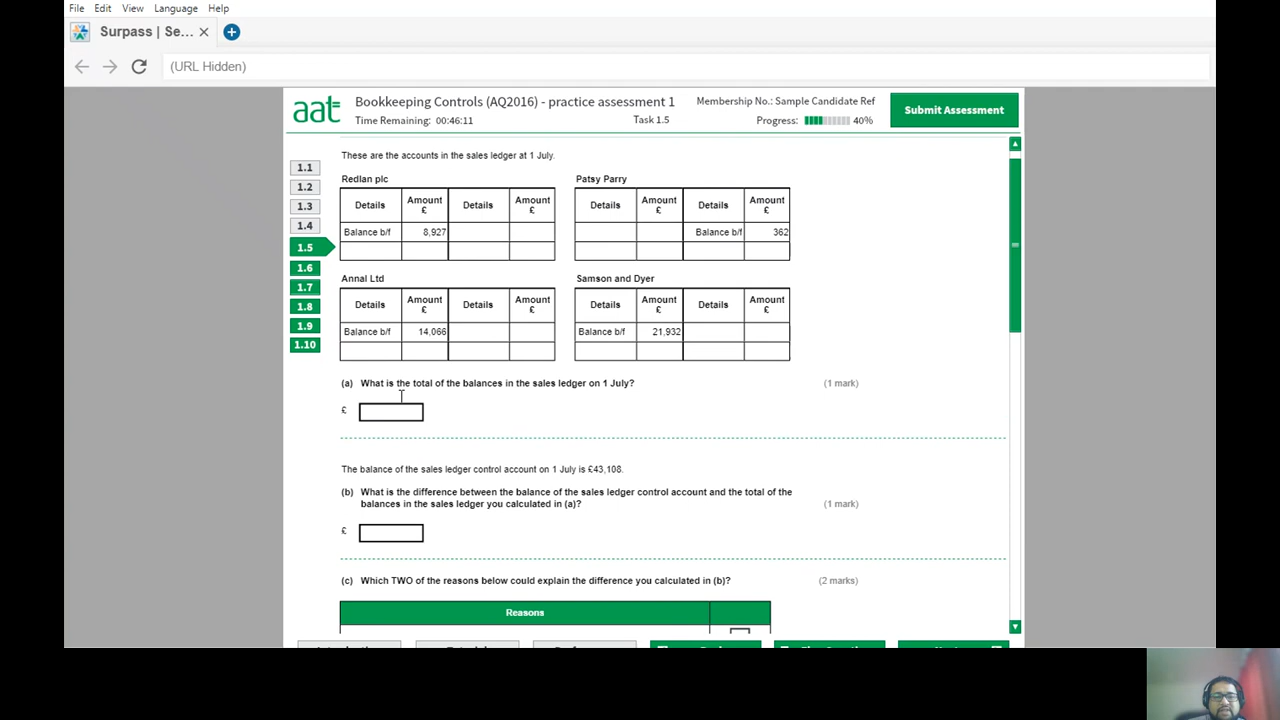 File Edit View Language Help
Surpass | Se...
(URL Hidden)
aat
Bookkeeping Controls (AQ2016) - practice assessment 1
Membership No.: Sample Candidate Ref
Submit Assessment
Time Remaining: 00:46:11
Task 1.5
Progress: 40%
1.1
1.2
1.3
1.4
1.5
1.6
1.7
1.8
1.9
1.10
These are the accounts in the sales ledger at 1 July.
Redlan plc
Details Amount £ Details Amount £
Balance b/f 8,927
Patsy Parry
Details Amount £ Details Amount £
Balance b/f 362
Annal Ltd
Details Amount £ Details Amount £
Balance b/f 14,066
Samson and Dyer
Details Amount £ Details Amount £
Balance b/f 21,932
(a) What is the total of the balances in the sales ledger on 1 July? (1 mark)
£
The balance of the sales ledger control account on 1 July is £43,108.
(b) What is the difference between the balance of the sales ledger control account and the total of the
balances in the sales ledger you calculated in (a)? (1 mark)
£
(c) Which TWO of the reasons below could explain the difference you calculated in (b)? (2 marks)
Reasons